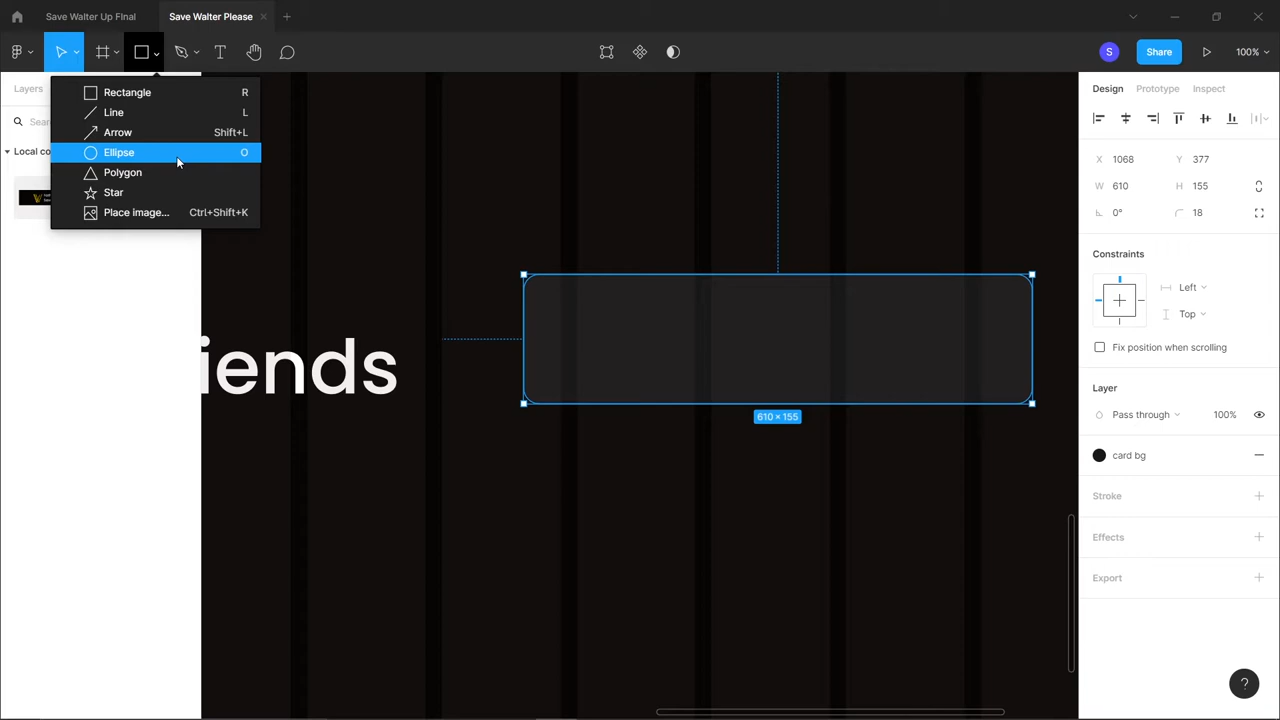 Save Walter Up FInal
Save Walter Please
S
Share
100%
Layers
Rectangle R
Line L
Arrow Shift+L
Ellipse O
Polygon
Star
Place image... Ctrl+Shift+K
Sear
Local co
iends
610 × 155
Design Prototype Inspect
X 1068 Y 377
W 610 H 155
0° 18
Constraints
Left
Top
Fix position when scrolling
Layer
Pass through 100%
card bg
Stroke
Effects
Export
?